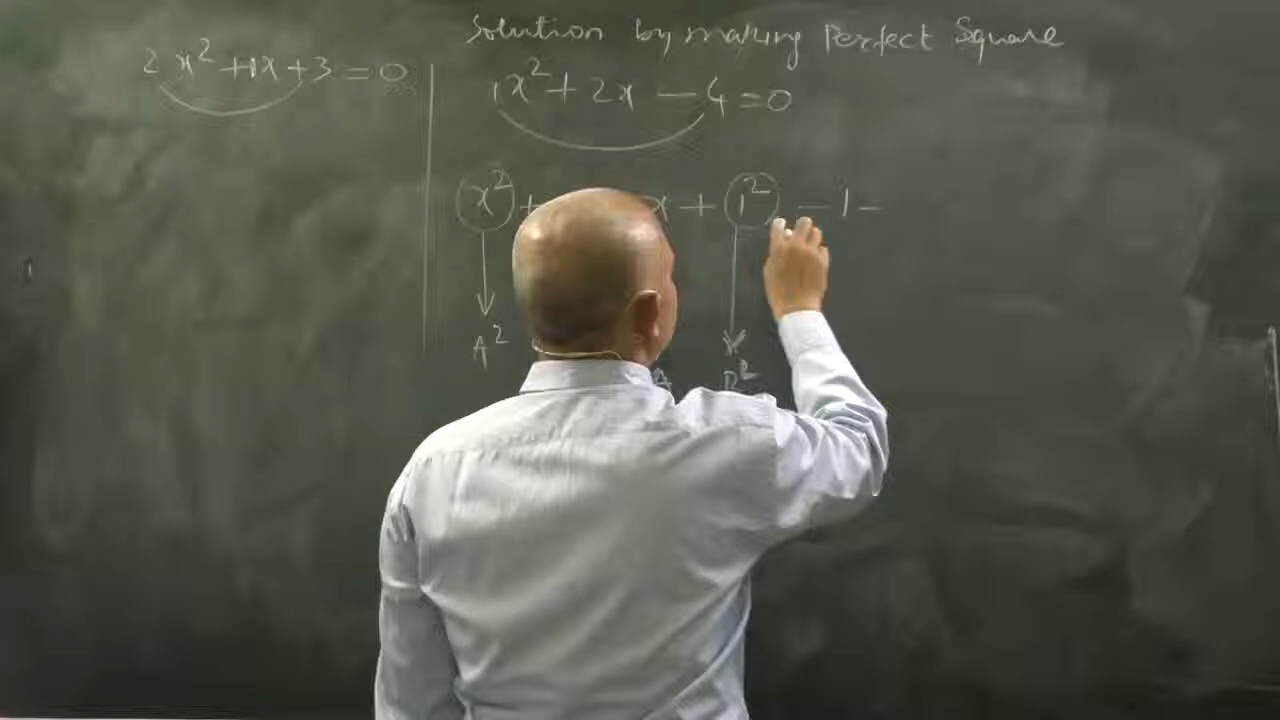 Solution by making Perfect Square
2x² + 1x + 3 = 0
1x² + 2x - 4 = 0
x² + x + 1² - 1 -
A² B²